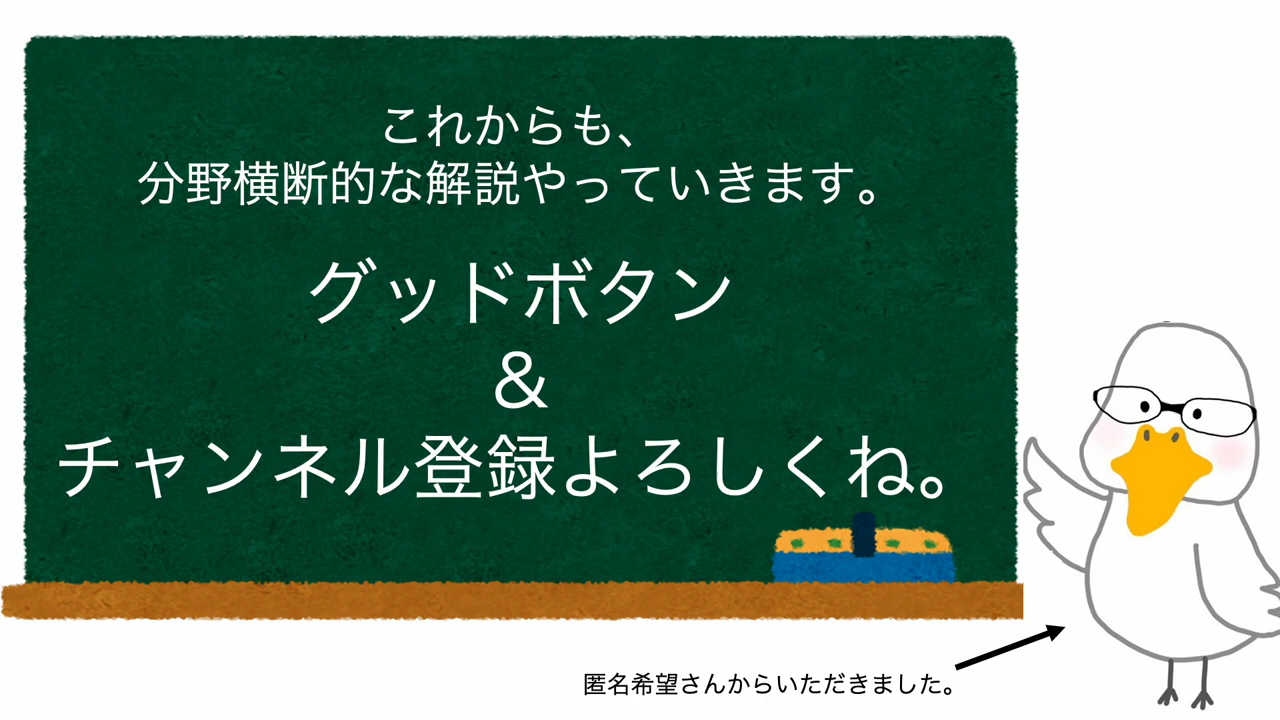 これからも、
分野横断的な解説やっていきます。
グッドボタン
&
チャンネル登録よろしくね。
匿名希望さんからいただきました。